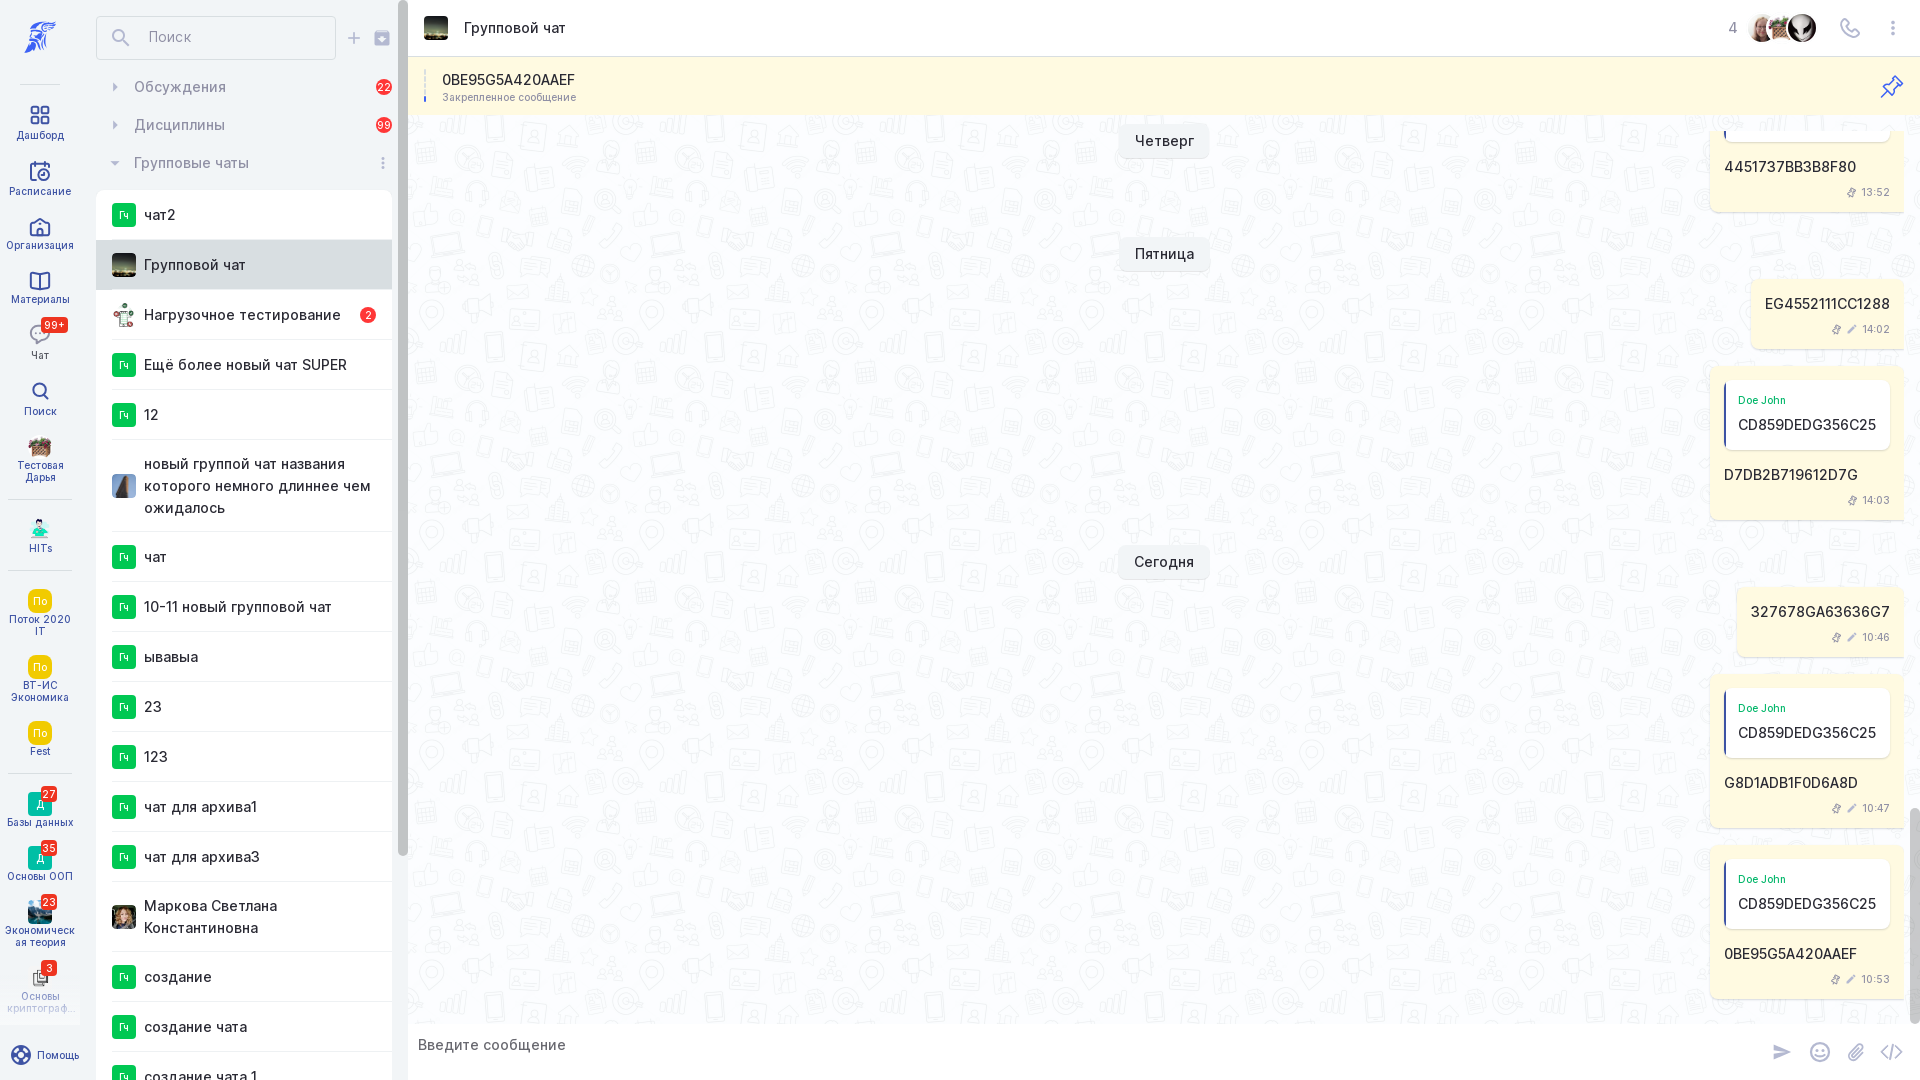 Дашборд
Расписание
Организация
Материалы
99+
Чат
Поиск
Тестовая
Дарья
HITs
По
Поток 2020
IT
По
ВТ-ИС
Экономика
По
Fest
27
Д
Базы данных
35
Д
Основы ООП
23
Экономическ
ая теория
3
Основы
криптограф...
Помощь
Поиск
Обсуждения
22
Дисциплины
99
Групповые чаты
Гч
чат2
Групповой чат
Нагрузочное тестирование
2
Гч
Ещё более новый чат SUPER
Гч
12
новый группой чат названия
которого немного длиннее чем
ожидалось
Гч
чат
Гч
10-11 новый групповой чат
Гч
ывавыа
Гч
23
Гч
123
Гч
чат для архива1
Гч
чат для архива3
Маркова Светлана
Константиновна
Гч
создание
Гч
создание чата
Гч
создание чата 1
Групповой чат
4
0BE95G5A420AAEF
Закрепленное сообщение
Четверг
4451737BB3B8F80
13:52
Пятница
EG4552111CC1288
14:02
Doe John
CD859DEDG356C25
D7DB2B719612D7G
14:03
Сегодня
327678GA63636G7
10:46
Doe John
CD859DEDG356C25
G8D1ADB1F0D6A8D
10:47
Doe John
CD859DEDG356C25
0BE95G5A420AAEF
10:53
Введите сообщение